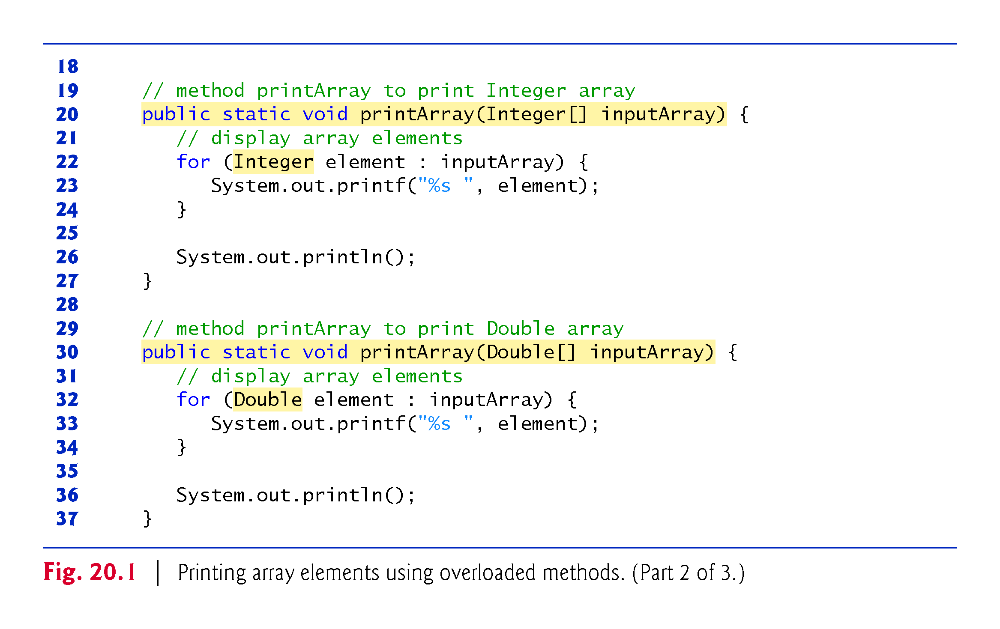 18
19 // method printArray to print Integer array
20 public static void printArray(Integer[] inputArray) {
21 // display array elements
22 for (Integer element : inputArray) {
23 System.out.printf("%s ", element);
24 }
25
26 System.out.println();
27 }
28
29 // method printArray to print Double array
30 public static void printArray(Double[] inputArray) {
31 // display array elements
32 for (Double element : inputArray) {
33 System.out.printf("%s ", element);
34 }
35
36 System.out.println();
37 }
Fig. 20.1 | Printing array elements using overloaded methods. (Part 2 of 3.)